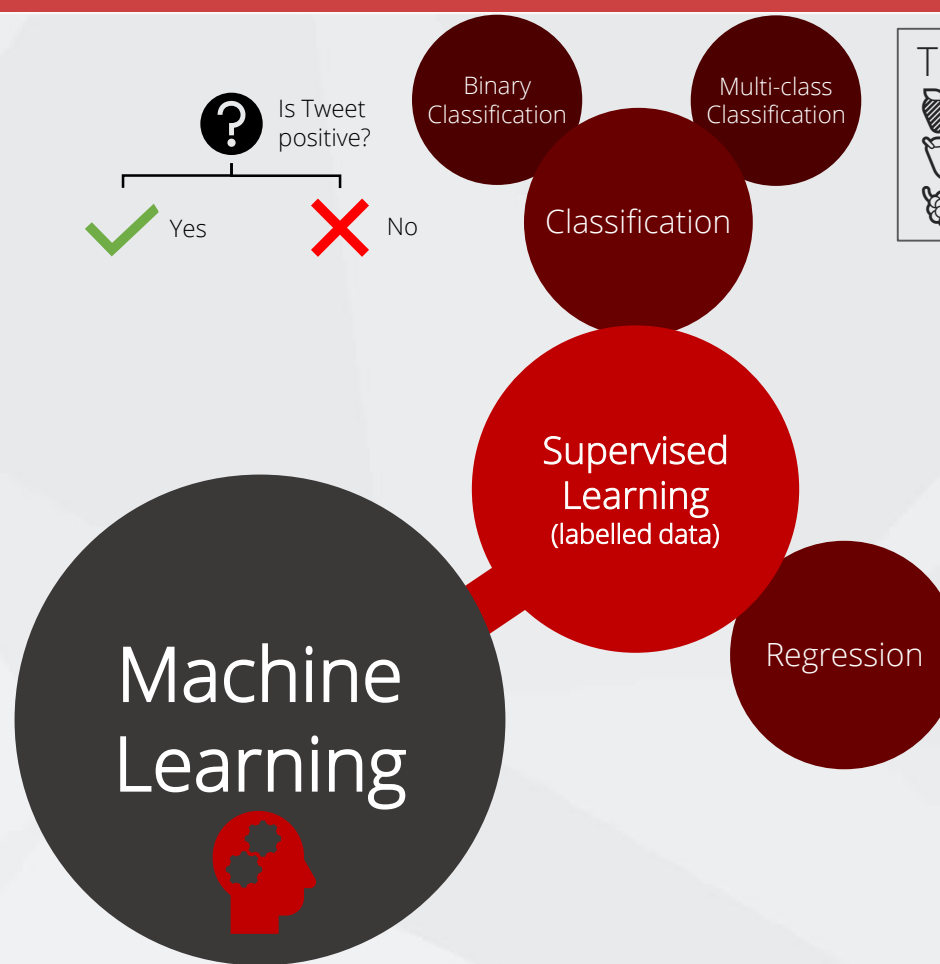 Is Tweet
positive?
Yes
No
Binary
Classification
Multi-class
Classification
T
Classification
Supervised
Learning
(labelled data)
Regression
Machine
Learning